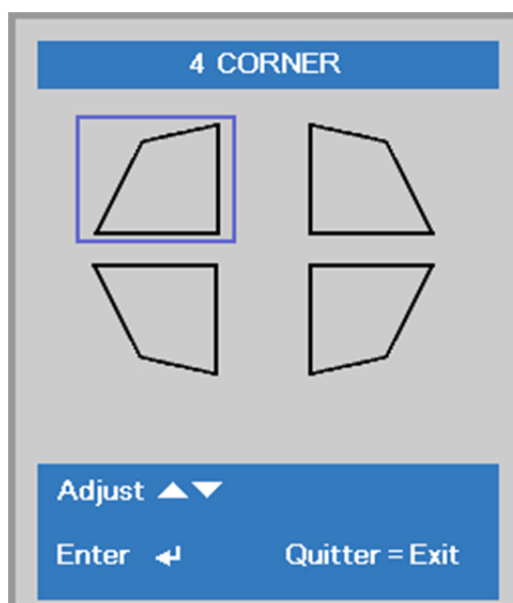 4 CORNER
Adjust ▲▼
Enter ↵ Quitter = Exit